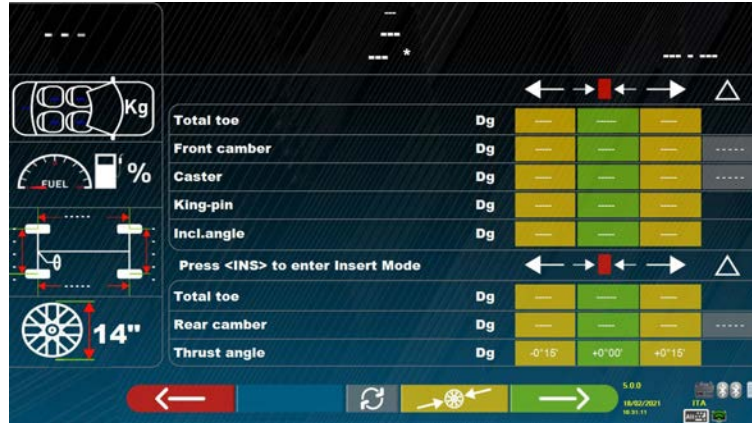 - - -
---
--- *
--- - ---
Kg
Total toe Dg
Front camber Dg -----
Caster Dg -----
King-pin Dg
Incl.angle Dg
FUEL %
Press <INS> to enter Insert Mode
Total toe Dg
Rear camber Dg -----
Thrust angle Dg -0°15' +0°00' +0°15'
14"
5.0.0
18/02/2021 ITA